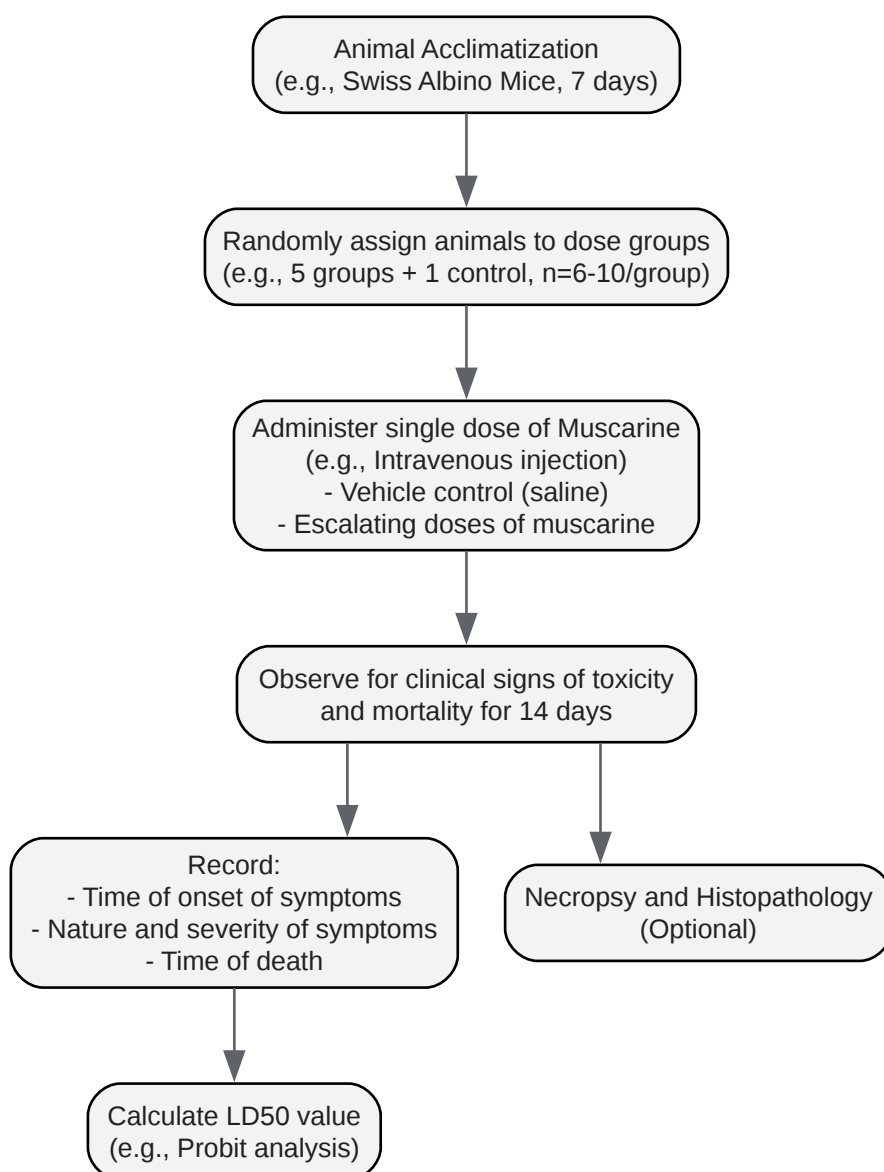 Animal Acclimatization
(e.g., Swiss Albino Mice, 7 days)
Randomly assign animals to dose groups
(e.g., 5 groups + 1 control, n=6-10/group)
Administer single dose of Muscarine
(e.g., Intravenous injection)
- Vehicle control (saline)
- Escalating doses of muscarine
Observe for clinical signs of toxicity
and mortality for 14 days
Record:
- Time of onset of symptoms
- Nature and severity of symptoms
- Time of death
Necropsy and Histopathology
(Optional)
Calculate LD50 value
(e.g., Probit analysis)